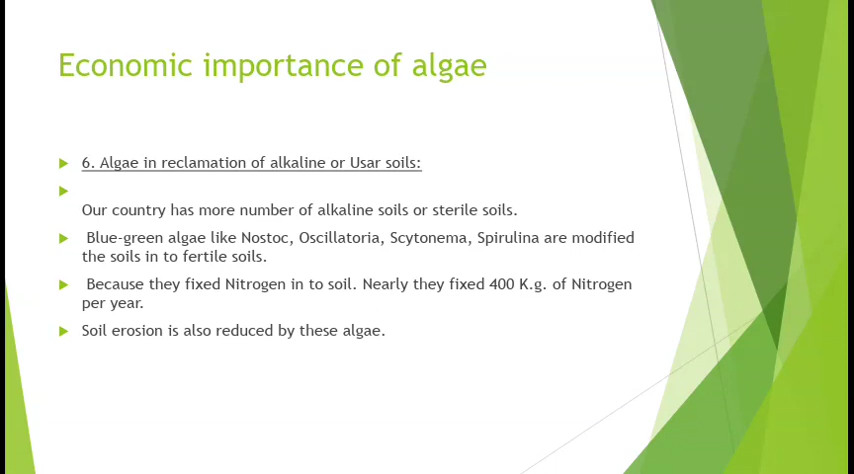 Economic importance of algae
6. Algae in reclamation of alkaline or Usar soils:
Our country has more number of alkaline soils or sterile soils.
Blue-green algae like Nostoc, Oscillatoria, Scytonema, Spirulina are modified
the soils in to fertile soils.
Because they fixed Nitrogen in to soil. Nearly they fixed 400 K.g. of Nitrogen
per year.
Soil erosion is also reduced by these algae.